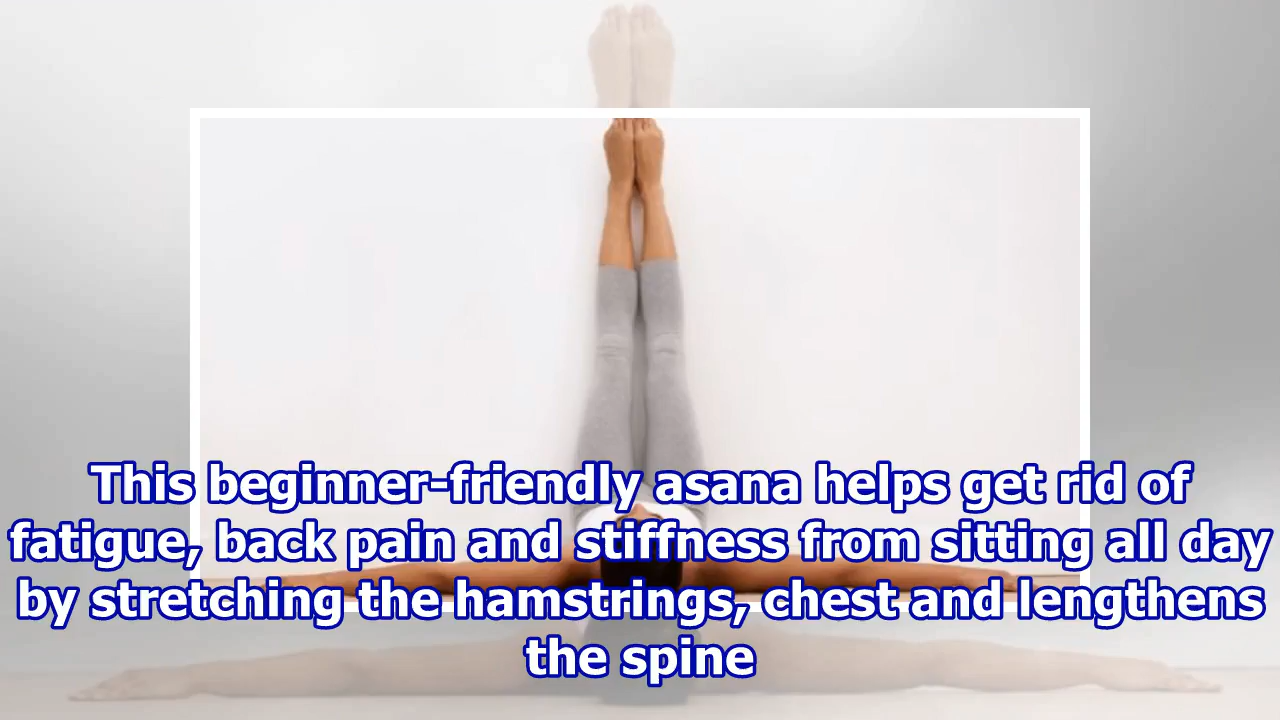 This beginner-friendly asana helps get rid of
fatigue, back pain and stiffness from sitting all day
by stretching the hamstrings, chest and lengthens
the spine